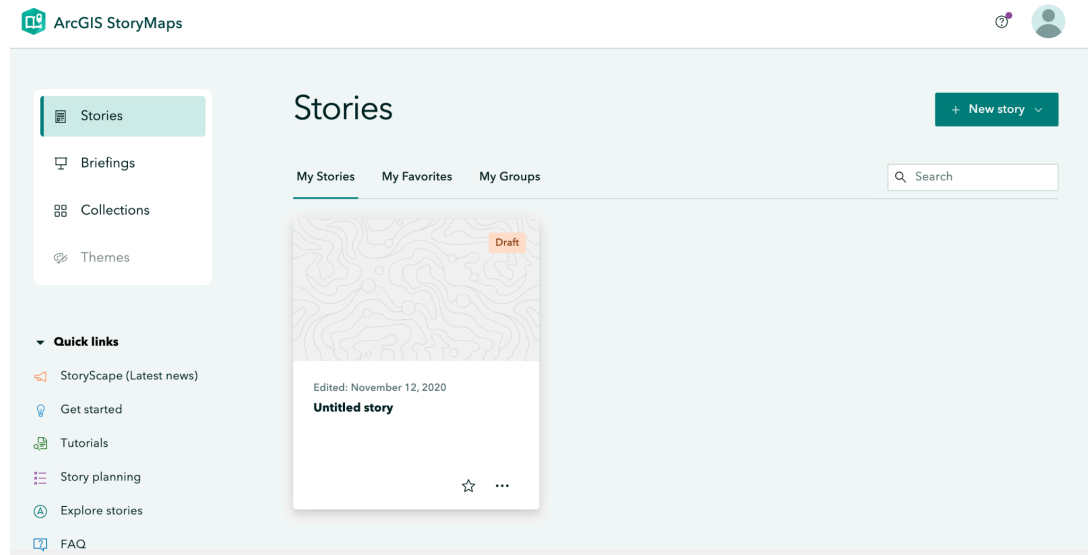 ArcGIS StoryMaps
Stories
Briefings
Collections
Themes
Quick links
StoryScape (Latest news)
Get started
Tutorials
Story planning
Explore stories
FAQ
Stories
+ New story
My Stories My Favorites My Groups
Search
Draft
Edited: November 12, 2020
Untitled story